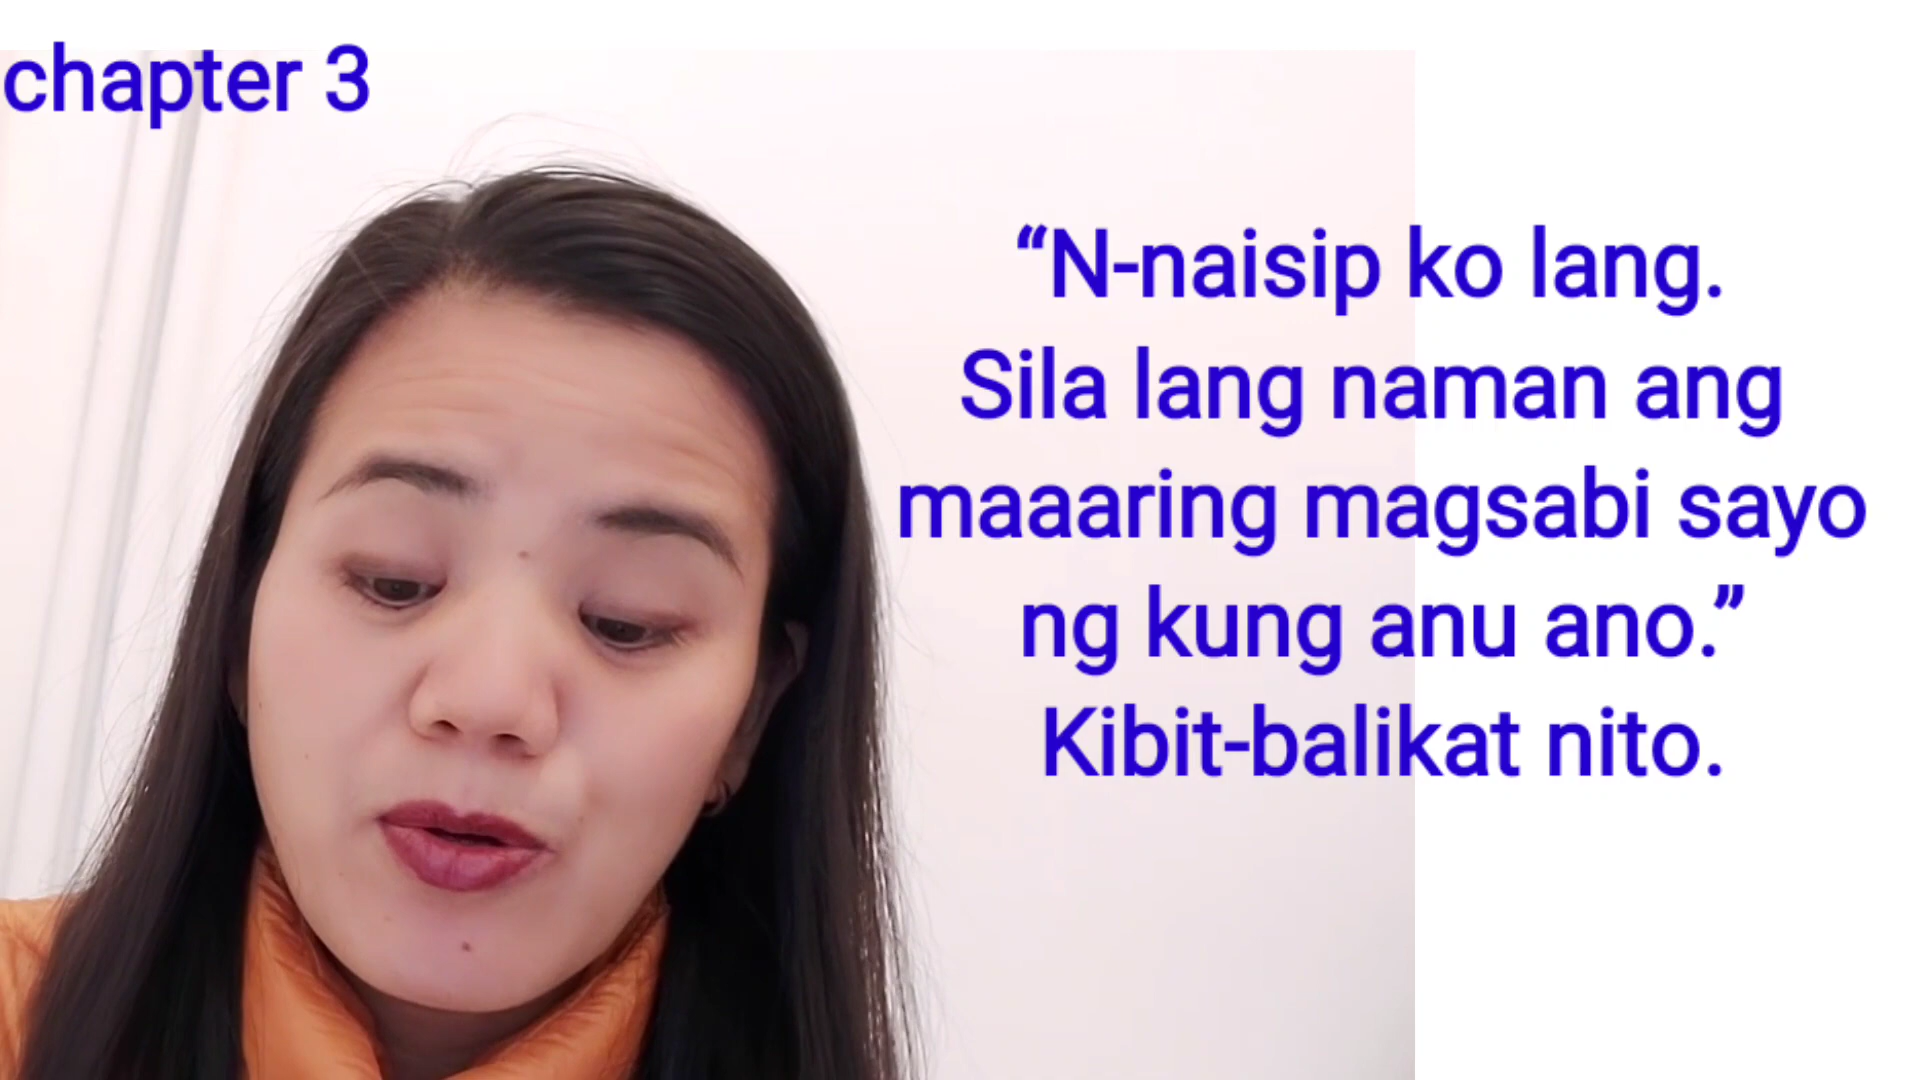 chapter 3
“N-naisip ko lang.
Sila lang naman ang
maaaring magsabi sayo
ng kung anu ano.”
Kibit-balikat nito.